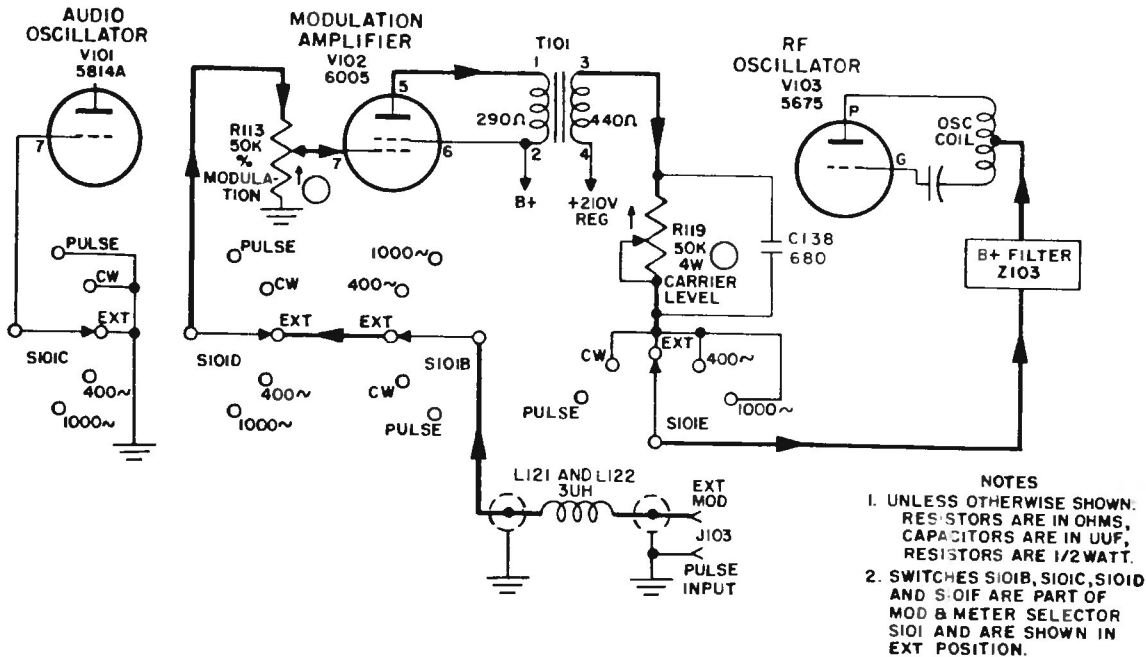 AUDIO
OSCILLATOR
V101
5814A
7
MODULATION
AMPLIFIER
V102
6005
5
7
6
R113
50K
%
MODULA-
TION
T101
1
3
290Ω
440Ω
2
4
B+
+210V
REG
RF
OSCILLATOR
V103
5675
P
G
OSC
COIL
R119
50K
4W
CARRIER
LEVEL
C138
680
B+ FILTER
Z103
PULSE
CW
EXT
S101C
400~
1000~
PULSE
CW
EXT
S101D
400~
1000~
1000~
400~
EXT
S101B
CW
PULSE
CW
EXT
400~
PULSE
1000~
S101E
L121 AND L122
3UH
EXT
MOD
J103
PULSE
INPUT
NOTES
1. UNLESS OTHERWISE SHOWN:
RESISTORS ARE IN OHMS,
CAPACITORS ARE IN UUF,
RESISTORS ARE 1/2 WATT.
2. SWITCHES S101B, S101C, S101D
AND S101F ARE PART OF
MOD & METER SELECTOR
S101 AND ARE SHOWN IN
EXT POSITION.